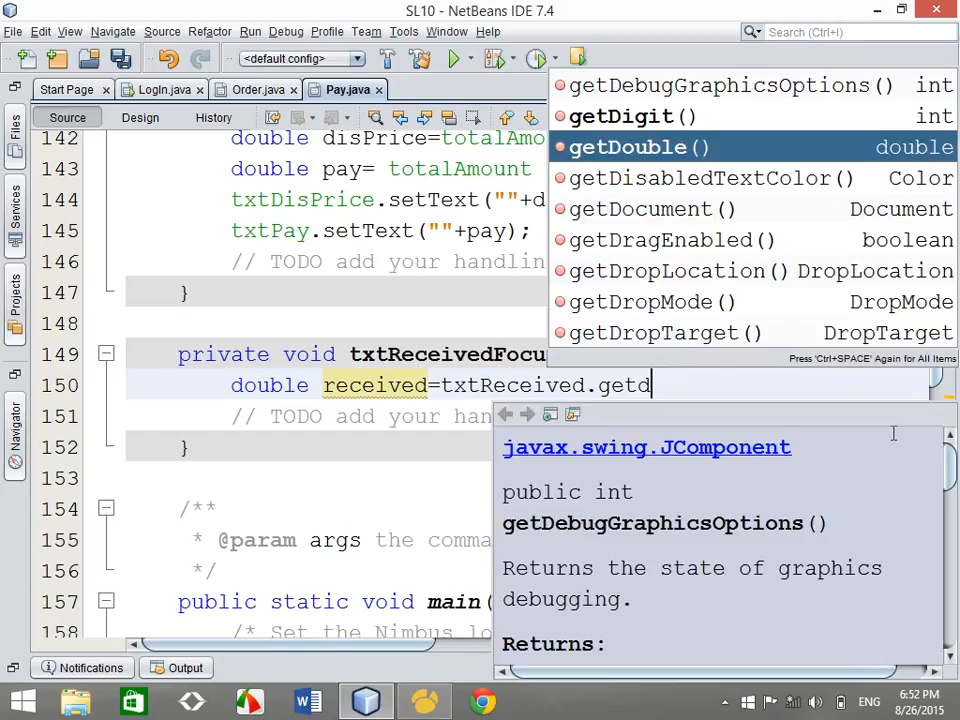 SL10 - NetBeans IDE 7.4
File Edit View Navigate Source Refactor Run Debug Profile Team Tools Window Help
Search (Ctrl+I)
<default config>
Start Page LogIn.java Order.java Pay.java
Source Design History
Files
Services
Projects
Navigator
142 double disPrice=totalAmo
143 double pay= totalAmount
144 txtDisPrice.setText(""+d
145 txtPay.setText(""+pay);
146 // TODO add your handlin
147 }
148
149 private void txtReceivedFocu
150 double received=txtReceived.getd
151 // TODO add your han
152 }
153
154 /**
155 * @param args the comma
156 */
157 public static void main(
158 /* Set the Nimbus lo
getDebugGraphicsOptions() int
getDigit() int
getDouble() double
getDisabledTextColor() Color
getDocument() Document
getDragEnabled() boolean
getDropLocation() DropLocation
getDropMode() DropMode
getDropTarget() DropTarget
Press 'Ctrl+SPACE' Again for All Items
javax.swing.JComponent
public int
getDebugGraphicsOptions()
Returns the state of graphics
debugging.
Returns:
Notifications Output
ENG
6:52 PM
8/26/2015